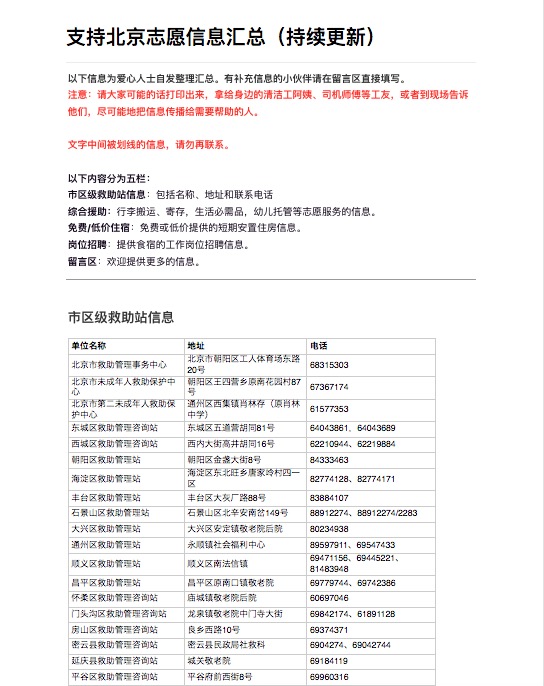 支持北京志愿信息汇总（持续更新）
以下信息为爱心人士自发整理汇总。有补充信息的小伙伴请在留言区直接填写。
注意：请大家可能的话打印出来，拿给身边的清洁工阿姨、司机师傅等工友，或者到现场告诉
他们，尽可能地把信息传播给需要帮助的人。
文字中间被划线的信息，请勿再联系。
以下内容分为五栏：
市区级救助站信息：包括名称、地址和联系电话
综合援助：行李搬运、寄存，生活必需品，幼儿托管等志愿服务的信息。
免费/低价住宿：免费或低价提供的短期安置住房信息。
岗位招聘：提供食宿的工作岗位招聘信息。
留言区：欢迎提供更多的信息。
市区级救助站信息
单位名称 地址 电话
北京市救助管理事务中心 北京市朝阳区工人体育场东路
20号 68315303
北京市未成年人救助保护中
心 朝阳区王四营乡原南花园村87
号 67367174
北京市第二未成年人救助保
护中心 通州区西集镇肖林存（原肖林
中学） 61577353
东城区救助管理咨询站 东城区五道营胡同81号 64043861、64043689
西城区救助管理咨询站 西内大街高井胡同16号 62210944、62219884
朝阳区救助管理站 朝阳区金盏大街8号 84333463
海淀区救助管理站 海淀区东北旺乡唐家岭村四一
区 82774128、82774171
丰台区救助管理站 丰台区大灰厂路88号 83884107
石景山区救助管理站 石景山区北辛安南岔149号 88912274、88912274/2283
大兴区救助管理站 大兴区安定镇敬老院后院 80234938
通州区救助管理站 永顺镇社会福利中心 89597911、69547433
顺义区救助管理站 顺义区南法信镇 69471156、69445221、
81483948
昌平区救助管理站 昌平区原南口镇敬老院 69779744、69742386
怀柔区救助管理咨询站 庙城镇敬老院后院 60697046
门头沟区救助管理咨询站 龙泉镇敬老院中门寺大街 69842174、61891128
房山区救助管理咨询站 良乡西路10号 69374371
密云县救助管理咨询站 密云县民政局社救科 6904274、69042744
延庆县救助管理咨询站 城关敬老院 69184119
平谷区救助管理咨询站 平谷府前西街8号 69960316